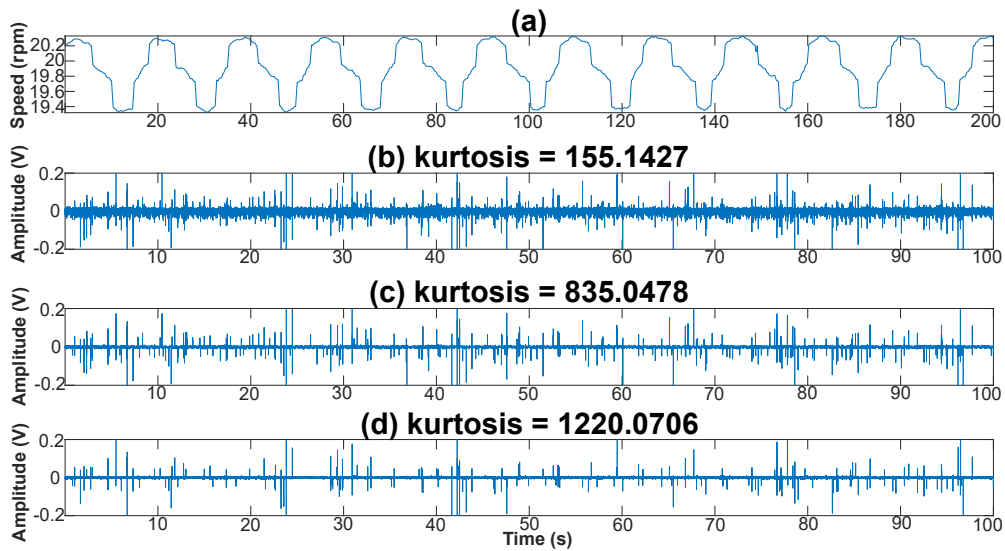 (a)
Speed (rpm)
20.2
20
19.8
19.6
19.4
20 40 60 80 100 120 140 160 180 200
(b) kurtosis = 155.1427
Amplitude (V)
0.2
0
-0.2
10 20 30 40 50 60 70 80 90 100
(c) kurtosis = 835.0478
Amplitude (V)
0.2
0
-0.2
10 20 30 40 50 60 70 80 90 100
(d) kurtosis = 1220.0706
Amplitude (V)
0.2
0
-0.2
10 20 30 40 50 60 70 80 90 100
Time (s)